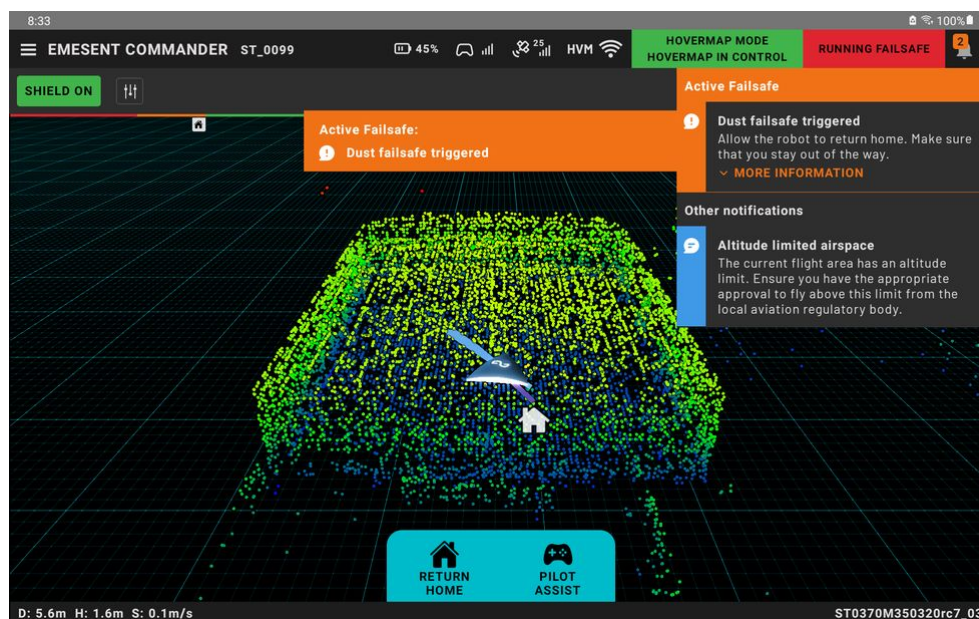 8:33
100%
EMESENT COMMANDER ST_0099
45%
25
HVM
HOVERMAP MODE
HOVERMAP IN CONTROL
RUNNING FAILSAFE
2
SHIELD ON
Active Failsafe:
Dust failsafe triggered
Active Failsafe
Dust failsafe triggered
Allow the robot to return home. Make sure
that you stay out of the way.
MORE INFORMATION
Other notifications
Altitude limited airspace
The current flight area has an altitude
limit. Ensure you have the appropriate
approval to fly above this limit from the
local aviation regulatory body.
RETURN
HOME
PILOT
ASSIST
D: 5.6m H: 1.6m S: 0.1m/s
ST0370M350320rc7_03